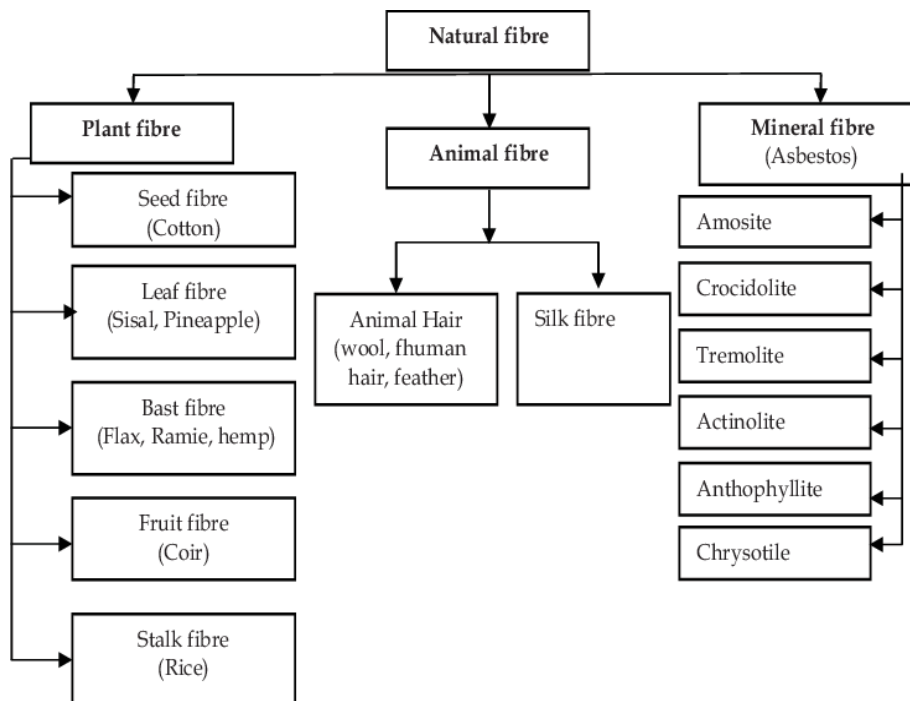 Natural fibre
Plant fibre
Seed fibre
(Cotton)
Leaf fibre
(Sisal, Pineapple)
Bast fibre
(Flax, Ramie, hemp)
Fruit fibre
(Coir)
Stalk fibre
(Rice)
Animal fibre
Animal Hair
(wool, fhuman
hair, feather)
Silk fibre
Mineral fibre
(Asbestos)
Amosite
Crocidolite
Tremolite
Actinolite
Anthophyllite
Chrysotile